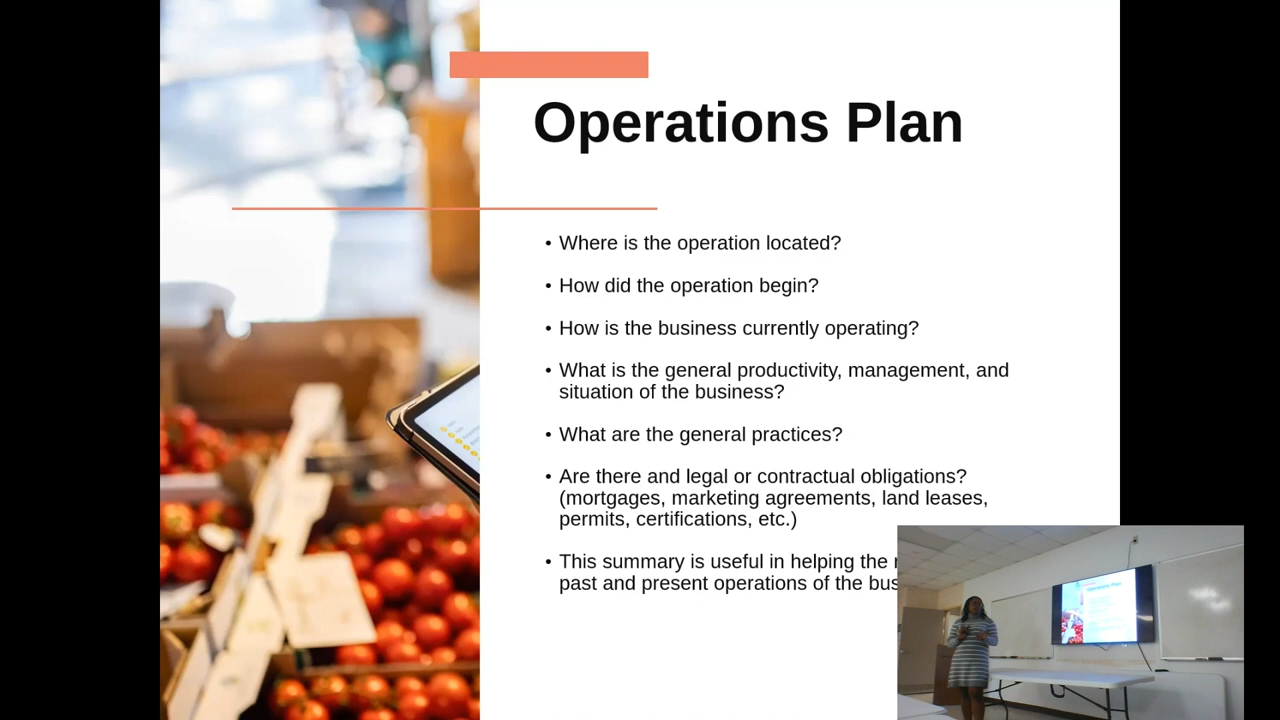 Operations Plan
• Where is the operation located?
• How did the operation begin?
• How is the business currently operating?
• What is the general productivity, management, and
situation of the business?
• What are the general practices?
• Are there and legal or contractual obligations?
(mortgages, marketing agreements, land leases,
permits, certifications, etc.)
• This summary is useful in helping the
past and present operations of the
Operations Plan